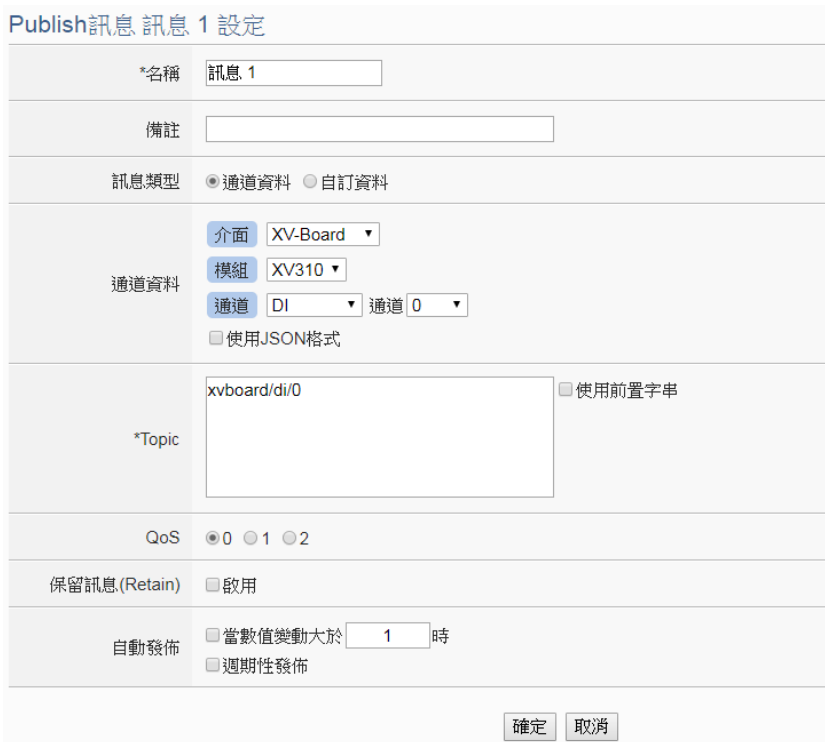 Publish訊息 訊息 1 設定
*名稱 訊息 1
備註
訊息類型 通道資料 自訂資料
通道資料
介面 XV-Board
模組 XV310
通道 DI 通道 0
使用JSON格式
*Topic
xvboard/di/0 使用前置字串
QoS 0 1 2
保留訊息(Retain) 啟用
自動發佈
當數值變動大於 1 時
週期性發佈
確定 取消